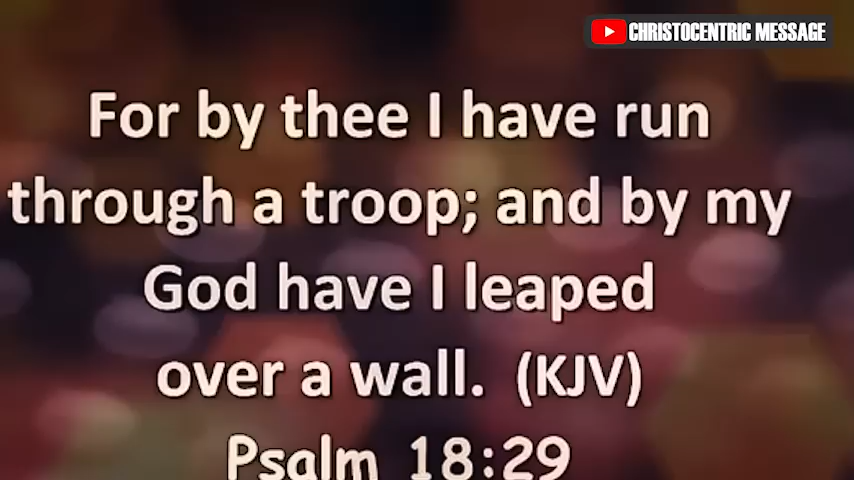 CHRISTOCENTRIC MESSAGE
For by thee I have run
through a troop; and by my
God have I leaped
over a wall. (KJV)
Psalm 18:29